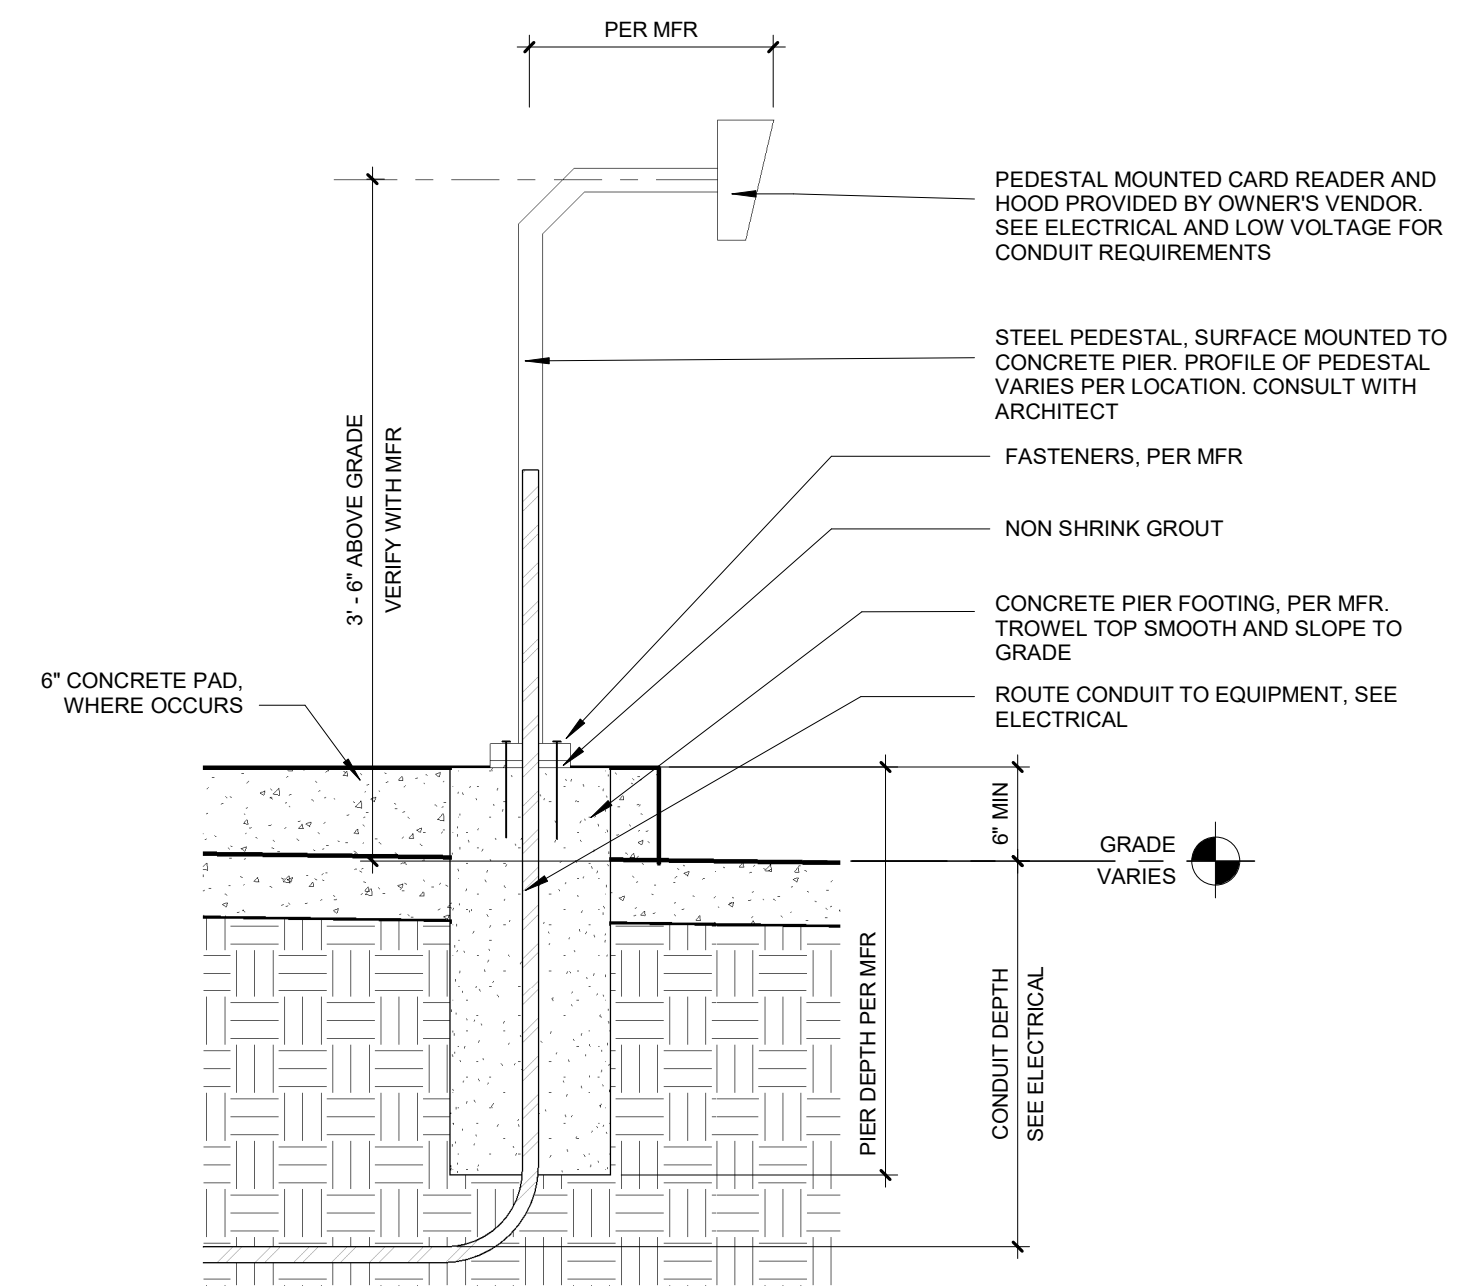 PER MFR
PEDESTAL MOUNTED CARD READER AND
HOOD PROVIDED BY OWNER'S VENDOR.
SEE ELECTRICAL AND LOW VOLTAGE FOR
CONDUIT REQUIREMENTS
STEEL PEDESTAL, SURFACE MOUNTED TO
CONCRETE PIER. PROFILE OF PEDESTAL
VARIES PER LOCATION. CONSULT WITH
ARCHITECT
3' - 6" ABOVE GRADE
VERIFY WITH MFR
FASTENERS, PER MFR
NON SHRINK GROUT
CONCRETE PIER FOOTING, PER MFR.
TROWEL TOP SMOOTH AND SLOPE TO
GRADE
6" CONCRETE PAD,
WHERE OCCURS
ROUTE CONDUIT TO EQUIPMENT, SEE
ELECTRICAL
6" MIN
GRADE
VARIES
PIER DEPTH PER MFR
CONDUIT DEPTH
SEE ELECTRICAL